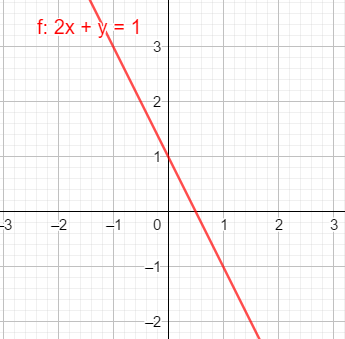 f: 2x + y = 1
3
2
1
–3 –2 –1 0 1 2 3
–1
–2